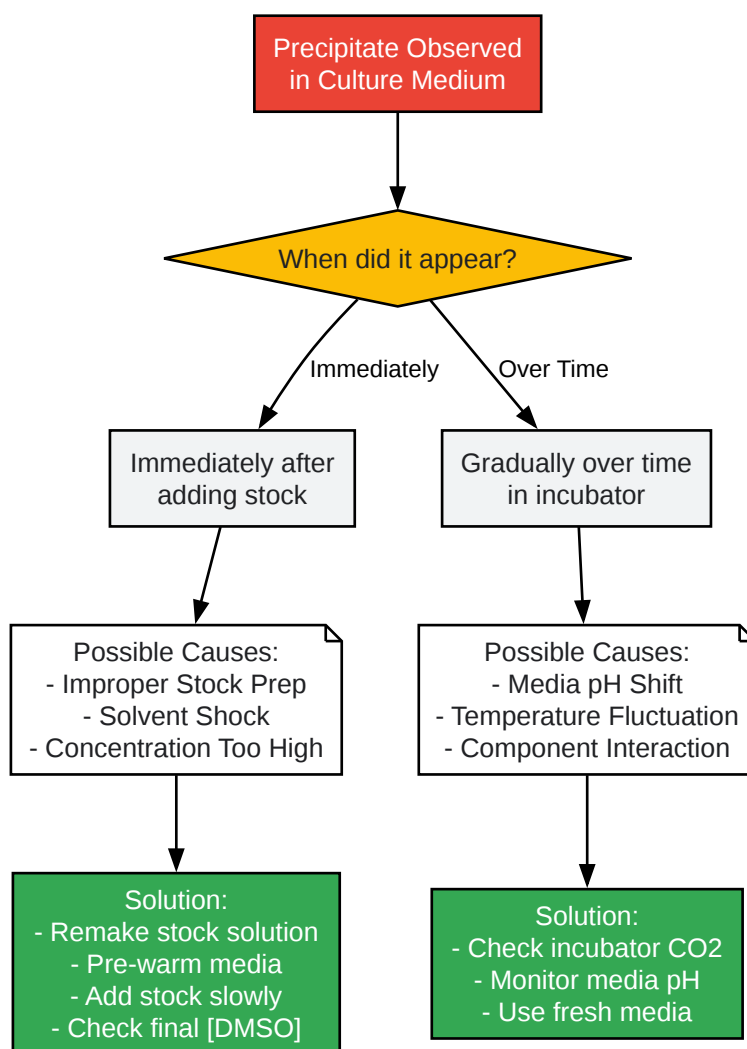 Precipitate Observed
in Culture Medium
When did it appear?
Immediately
Over Time
Immediately after
adding stock
Gradually over time
in incubator
Possible Causes:
- Improper Stock Prep
- Solvent Shock
- Concentration Too High
Possible Causes:
- Media pH Shift
- Temperature Fluctuation
- Component Interaction
Solution:
- Remake stock solution
- Pre-warm media
- Add stock slowly
- Check final [DMSO]
Solution:
- Check incubator CO2
- Monitor media pH
- Use fresh media